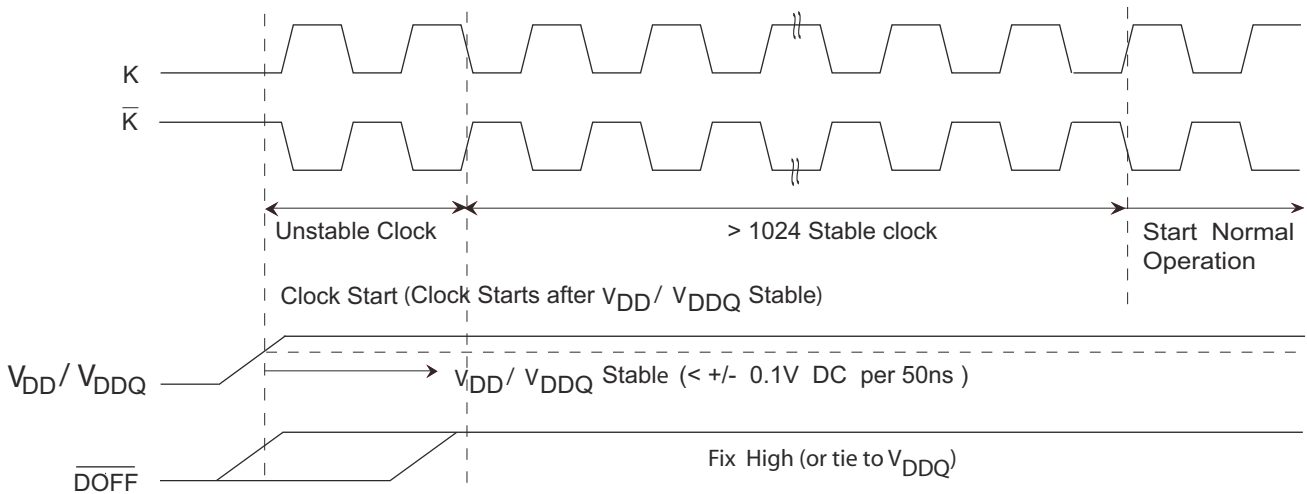 K
K̅
Unstable Clock
> 1024 Stable clock
Start Normal
Operation
Clock Start (Clock Starts after VDD / VDDQ Stable)
VDD / VDDQ
VDD / VDDQ Stable (< +/- 0.1V DC per 50ns )
D̅O̅F̅F̅
Fix High (or tie to VDDQ)